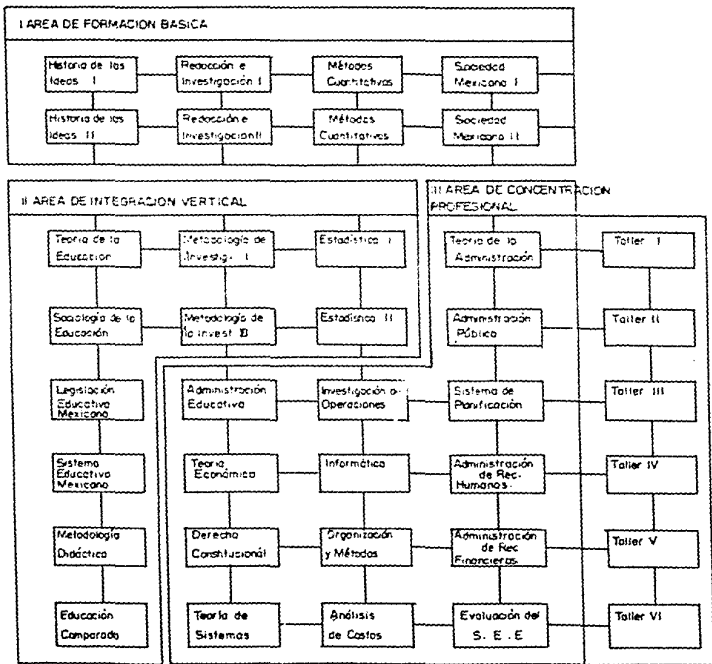 I AREA DE FORMACION BASICA
Historia de las
Ideas I
Redacción e
Investigación I
Métodos
Cuantitativos
Sociedad
Mexicana I
Historia de las
Ideas II
Redacción e
Investigación II
Métodos
Cuantitativos
Sociedad
Mexicana II
II AREA DE INTEGRACION VERTICAL
III AREA DE CONCENTRACION
PROFESIONAL
Teoría de la
Educación
Metodología de
Investig. I
Estadística I
Teoría de la
Administración
Taller I
Sociología de la
Educación
Metodología de
la Invest. II
Estadística II
Administración
Pública
Taller II
Legislación
Educativa
Mexicana
Administración
Educativa
Investigación de
Operaciones
Sistema de
Planificación
Taller III
Sistema
Educativo
Mexicano
Teoría
Económica
Informática
Administración
de Rec.
Humanos.
Taller IV
Metodología
Didáctica
Derecho
Constitucional
Organización
y Métodos
Administración
de Rec
Financieros
Taller V
Educación
Comparada
Teoría de
Sistemas
Análisis
de Costos
Evaluación del
S. E. E
Taller VI